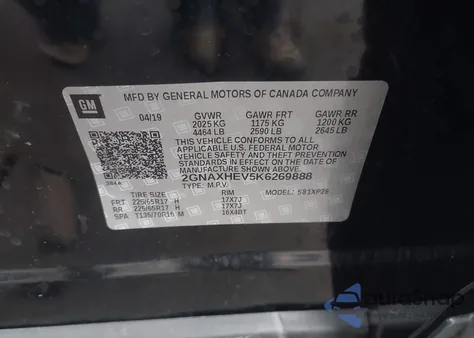 GM
MFD BY GENERAL MOTORS OF CANADA COMPANY
04/19 GVWR GAWR FRT GAWR RR
2025 KG 1175 KG 1200 KG
4464 LB 2590 LB 2645 LB
THIS VEHICLE CONFORMS TO ALL
APPLICABLE U.S. FEDERAL MOTOR
VEHICLE SAFETY STANDARDS
IN EFFECT ON THE DATE OF
MANUFACTURE SHOWN ABOVE.
2GNAXHEV5K6269888
TYPE: M.P.V. MODEL: 581XP26
TIRE SIZE RIM
FRT 225/65R17 H 17X7J
RR 225/65R17 H 17X7J
SPA T135/70R16 M 16X4BT
autosnap